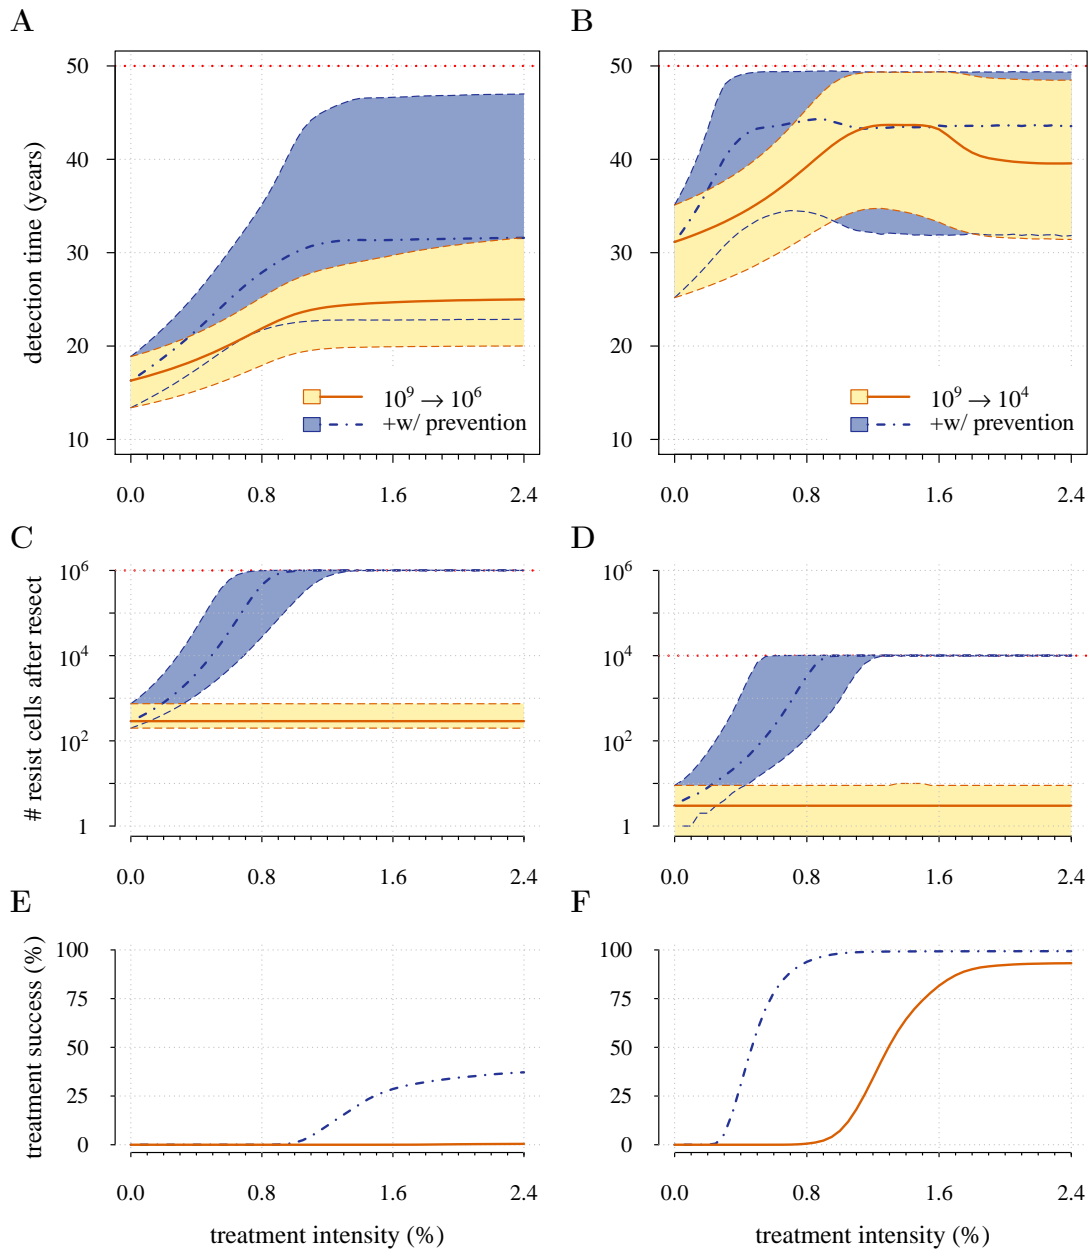 A
B
detection time (years)
50
40
30
20
10
10⁹ → 10⁶
+w/ prevention
0.0 0.8 1.6 2.4
50
40
30
20
10
10⁹ → 10⁴
+w/ prevention
0.0 0.8 1.6 2.4
C
D
# resist cells after resect
10⁶
10⁴
10²
1
0.0 0.8 1.6 2.4
10⁶
10⁴
10²
1
0.0 0.8 1.6 2.4
E
F
treatment success (%)
100
75
50
25
0
0.0 0.8 1.6 2.4
treatment intensity (%)
100
75
50
25
0
0.0 0.8 1.6 2.4
treatment intensity (%)